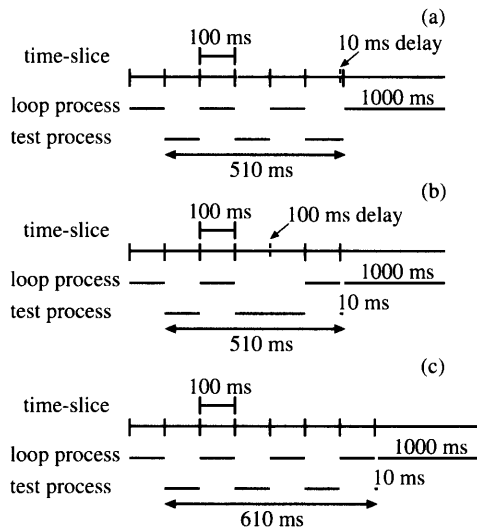 (a)
100 ms
10 ms delay
time-slice
loop process
1000 ms
test process
510 ms
(b)
100 ms
100 ms delay
time-slice
loop process
1000 ms
test process
10 ms
510 ms
(c)
100 ms
time-slice
loop process
1000 ms
test process
10 ms
610 ms